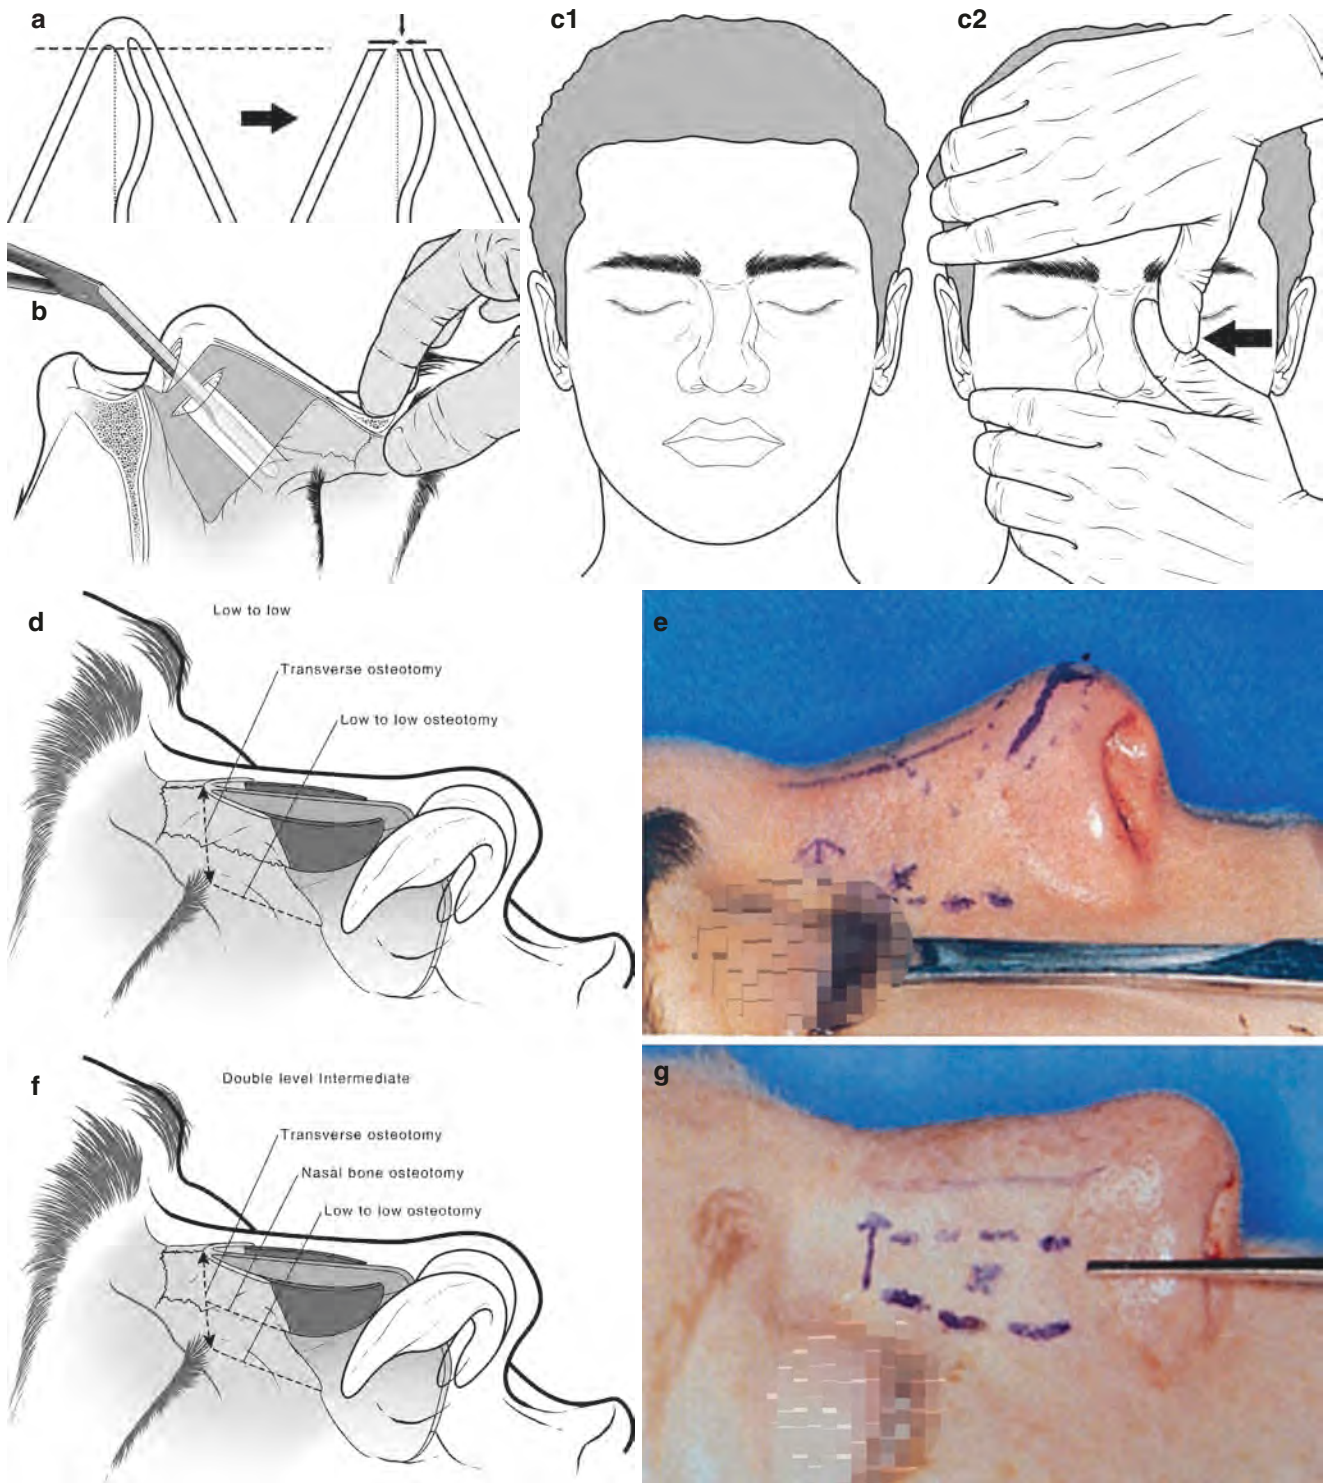 a
b
c1
c2
d
Low to low
Transverse osteotomy
Low to low osteotomy
e
f
Double level Intermediate
Transverse osteotomy
Nasal bone osteotomy
Low to low osteotomy
g